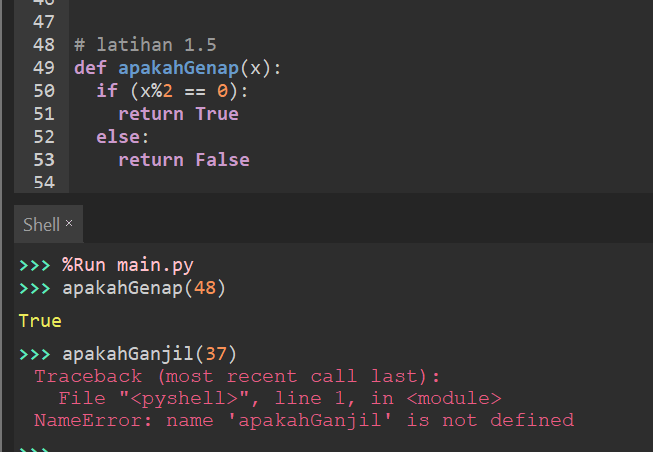 47
48 # latihan 1.5
49 def apakahGenap(x):
50   if (x%2 == 0):
51     return True
52   else:
53     return False
54
Shell ×
>>> %Run main.py
>>> apakahGenap(48)
True
>>> apakahGanjil(37)
Traceback (most recent call last):
  File "<pyshell>", line 1, in <module>
NameError: name 'apakahGanjil' is not defined
>>>